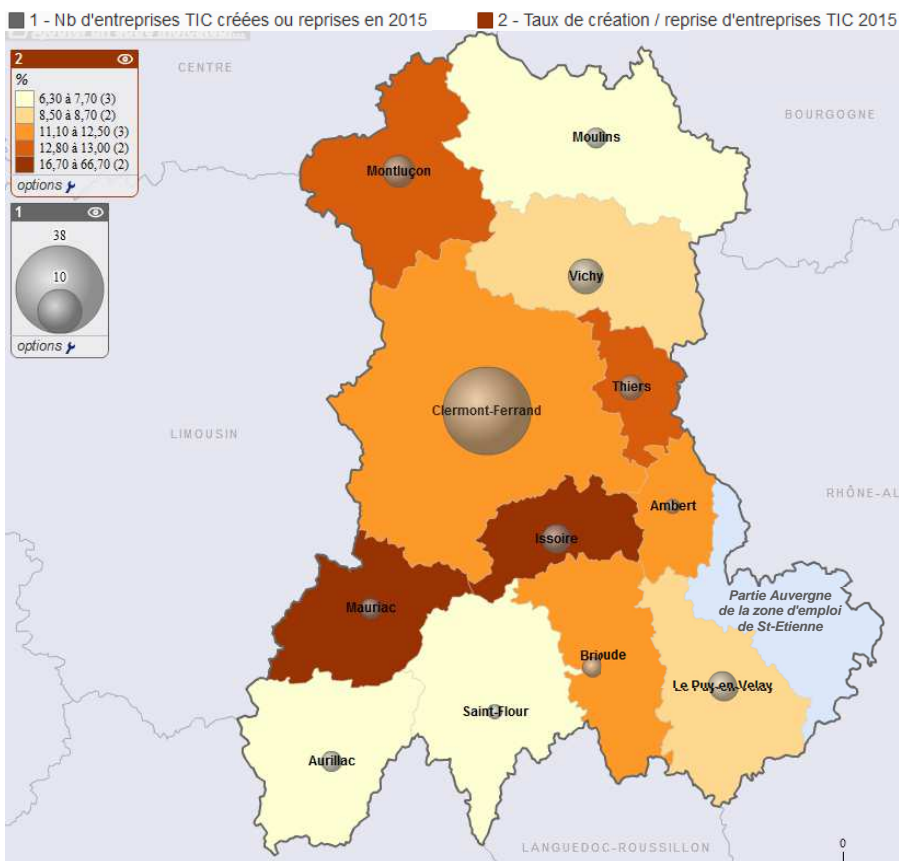 1 - Nb d'entreprises TIC créées ou reprises en 2015
2 - Taux de création / reprise d'entreprises TIC 2015
Ajouter un autre indicateur...
2
%
6,30 à 7,70 (3)
8,50 à 8,70 (2)
11,10 à 12,50 (3)
12,80 à 13,00 (2)
16,70 à 66,70 (2)
options
1
38
10
options
CENTRE
BOURGOGNE
Moulins
Montluçon
Vichy
Thiers
Clermont-Ferrand
LIMOUSIN
RHÔNE-AL
Ambert
Issoire
Partie Auvergne
de la zone d'emploi
de St-Etienne
Mauriac
Brioude
Le Puy-en-Velay
Saint-Flour
Aurillac
LANGUEDOC-ROUSSILLON
0